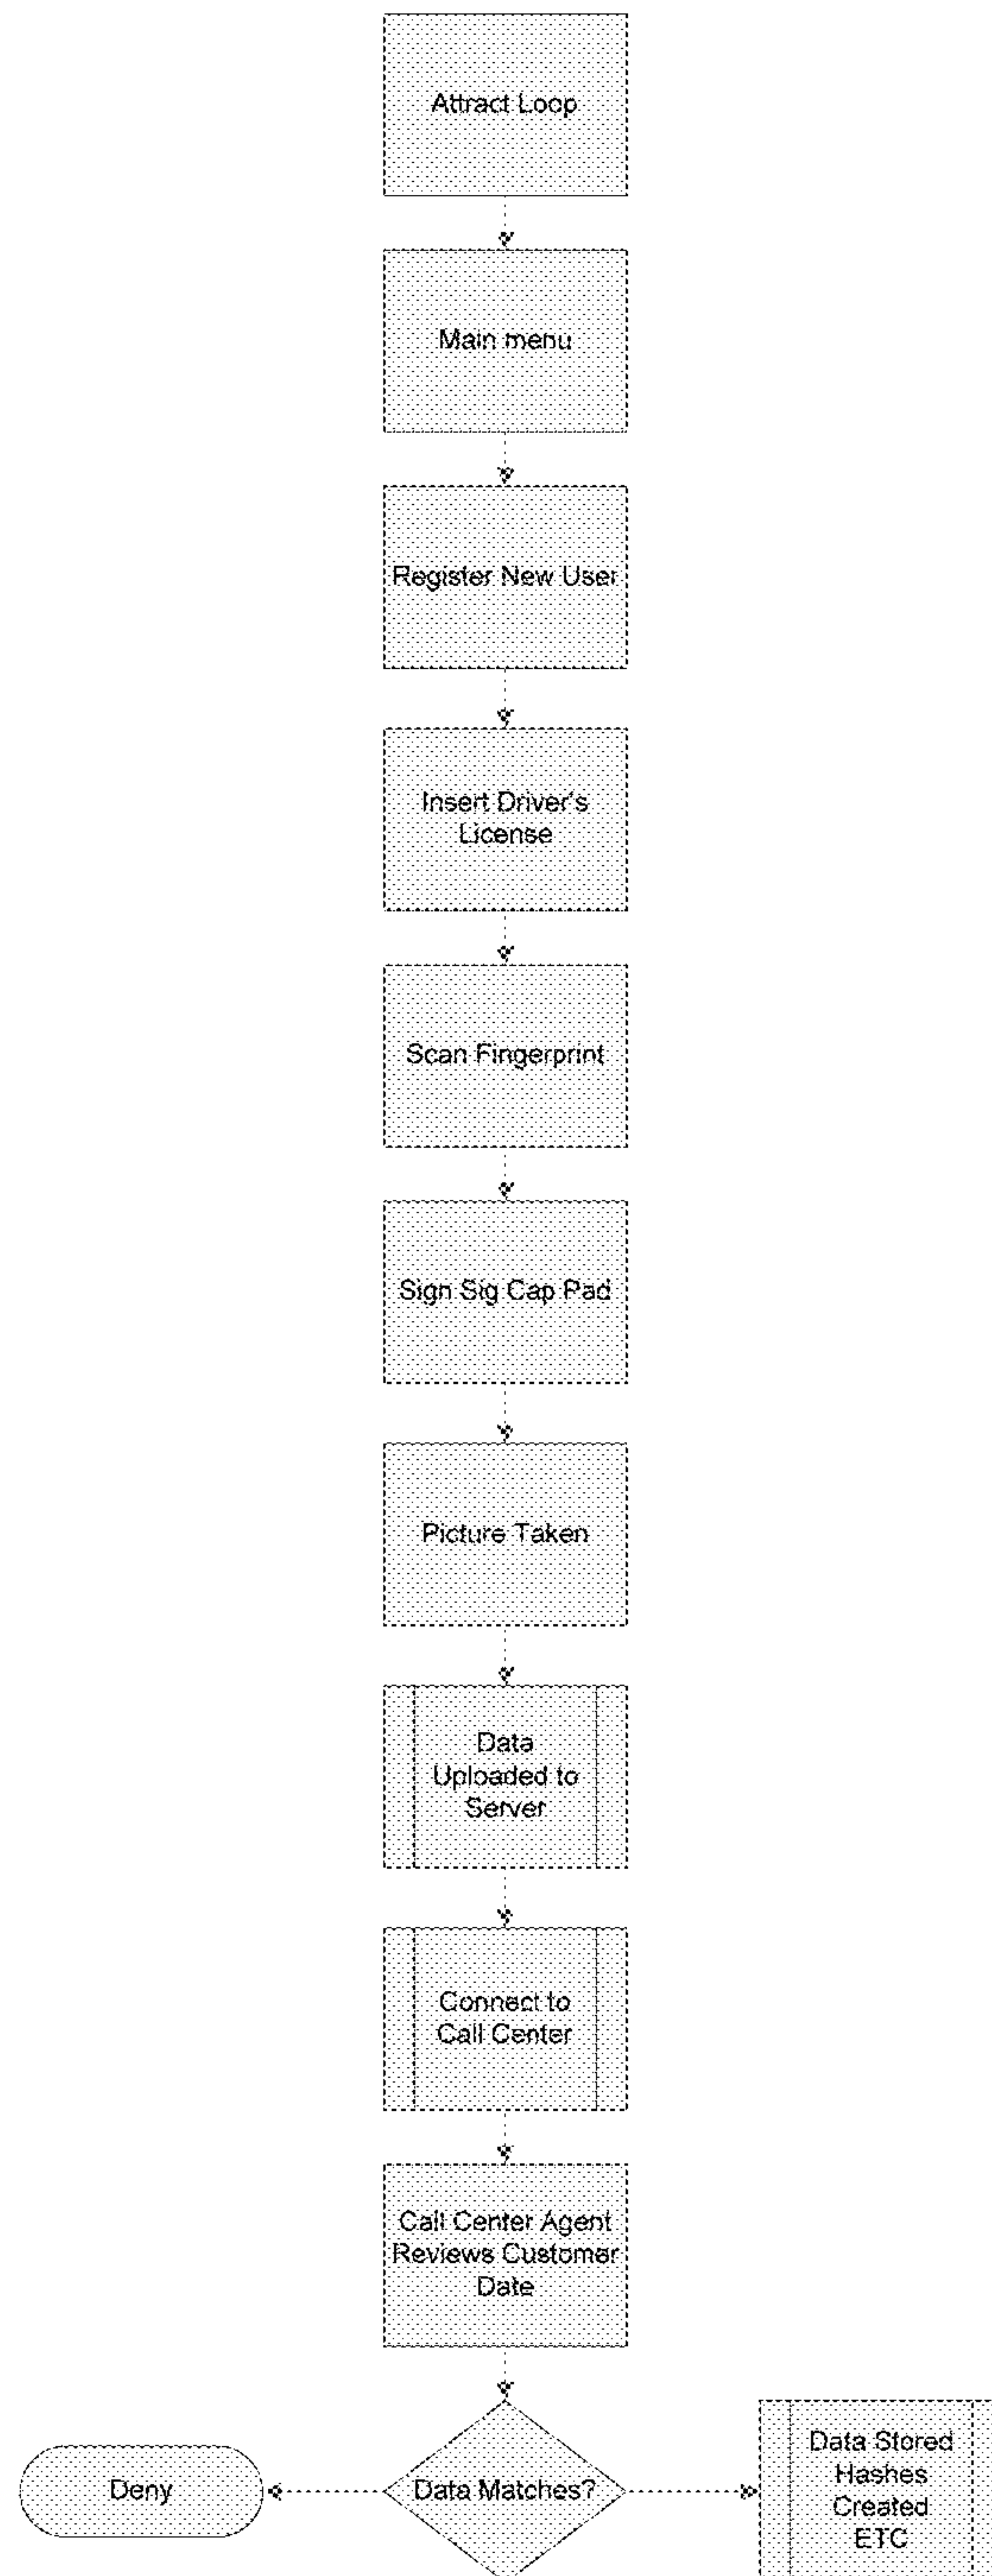 Attract Loop
Main menu
Register New User
Insert Driver's
License
Scan Fingerprint
Sign Sig Cap Pad
Picture Taken
Data
Uploaded to
Server
Connect to
Call Center
Call Center Agent
Reviews Customer
Date
Deny
Data Matches?
Data Stored
Hashes
Created
ETC